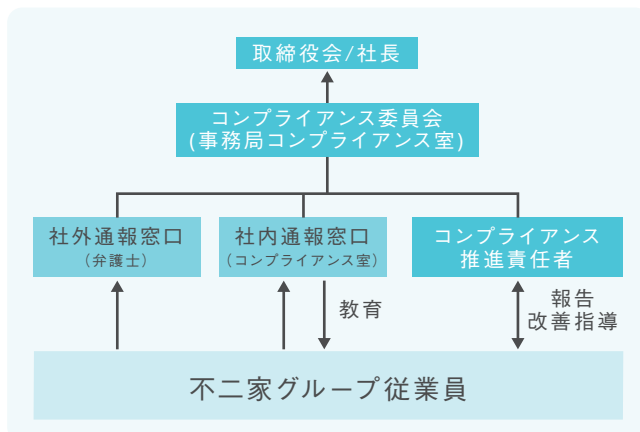 取締役会/社長
コンプライアンス委員会
(事務局コンプライアンス室)
社外通報窓口
（弁護士）
社内通報窓口
（コンプライアンス室）
コンプライアンス
推進責任者
教育
報告
改善指導
不二家グループ従業員